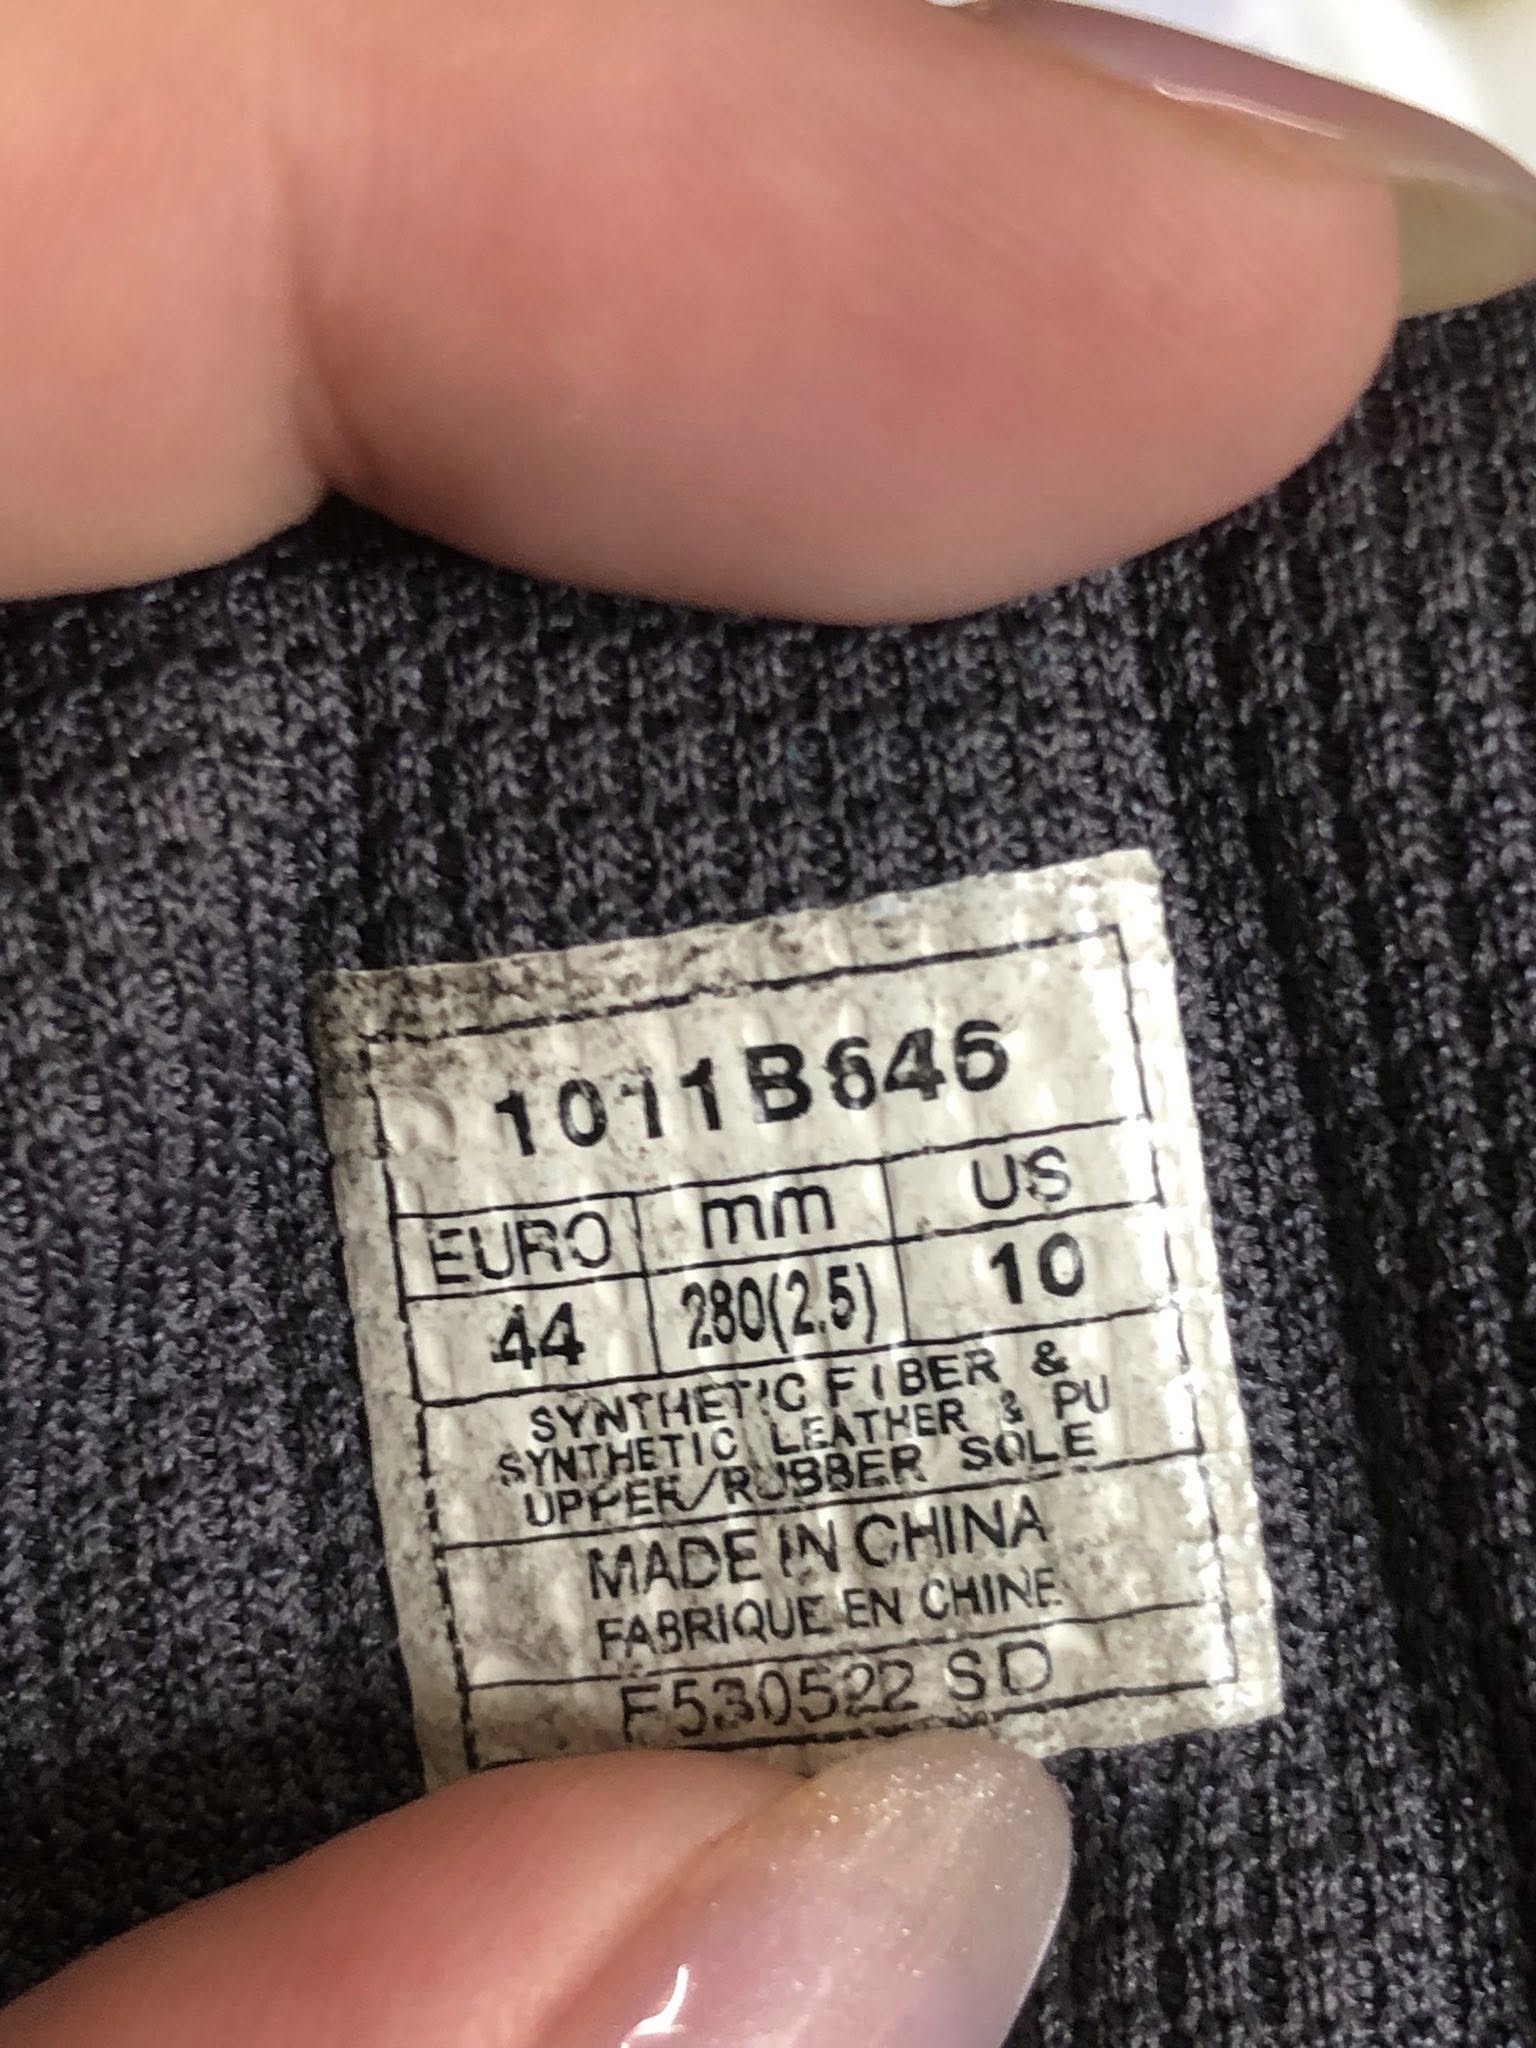 1011B646
EURO mm US
44 280(2.5) 10
SYNTHETIC FIBER &
SYNTHETIC LEATHER & PU
UPPER/RUBBER SOLE
MADE IN CHINA
FABRIQUE EN CHINE
F530522 SD